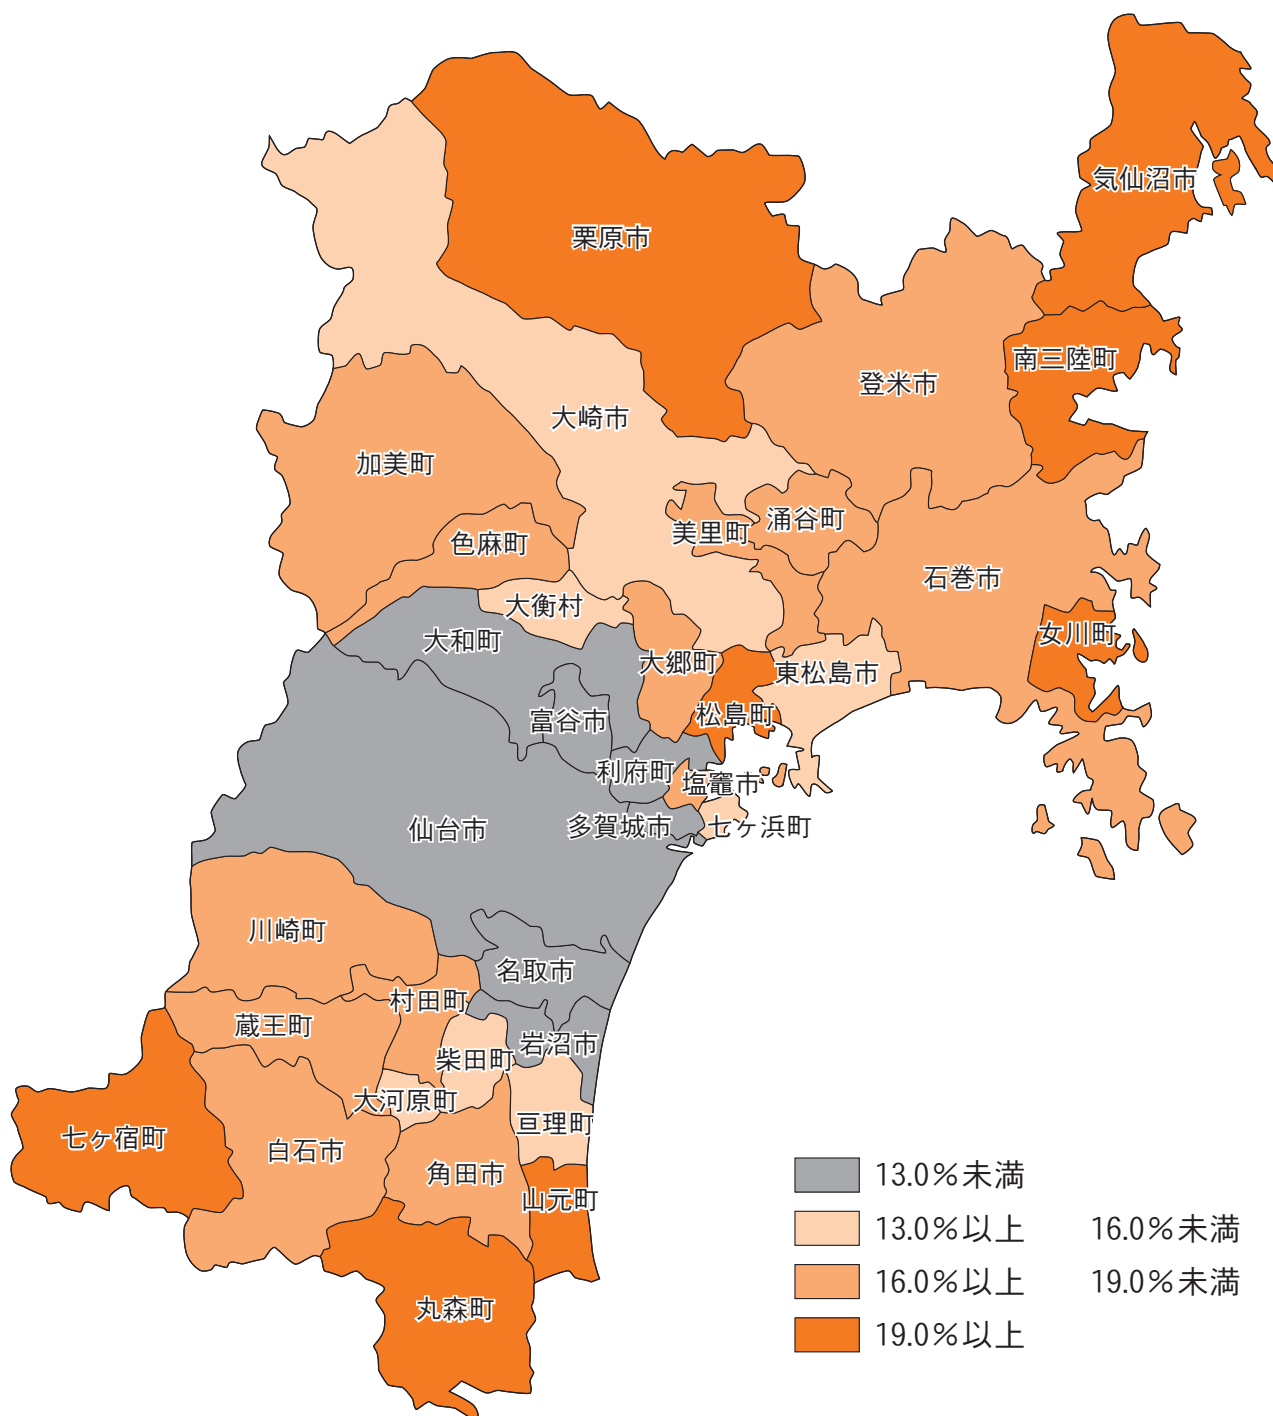 気仙沼市
栗原市
南三陸町
登米市
大崎市
加美町
涌谷町
美里町
色麻町
石巻市
大衡村
女川町
大和町
大郷町
東松島市
松島町
富谷市
利府町
塩竈市
多賀城市
七ヶ浜町
仙台市
川崎町
名取市
村田町
蔵王町
岩沼市
柴田町
大河原町
亘理町
七ヶ宿町
白石市
角田市
山元町
丸森町
13.0%未満
13.0%以上 16.0%未満
16.0%以上 19.0%未満
19.0%以上